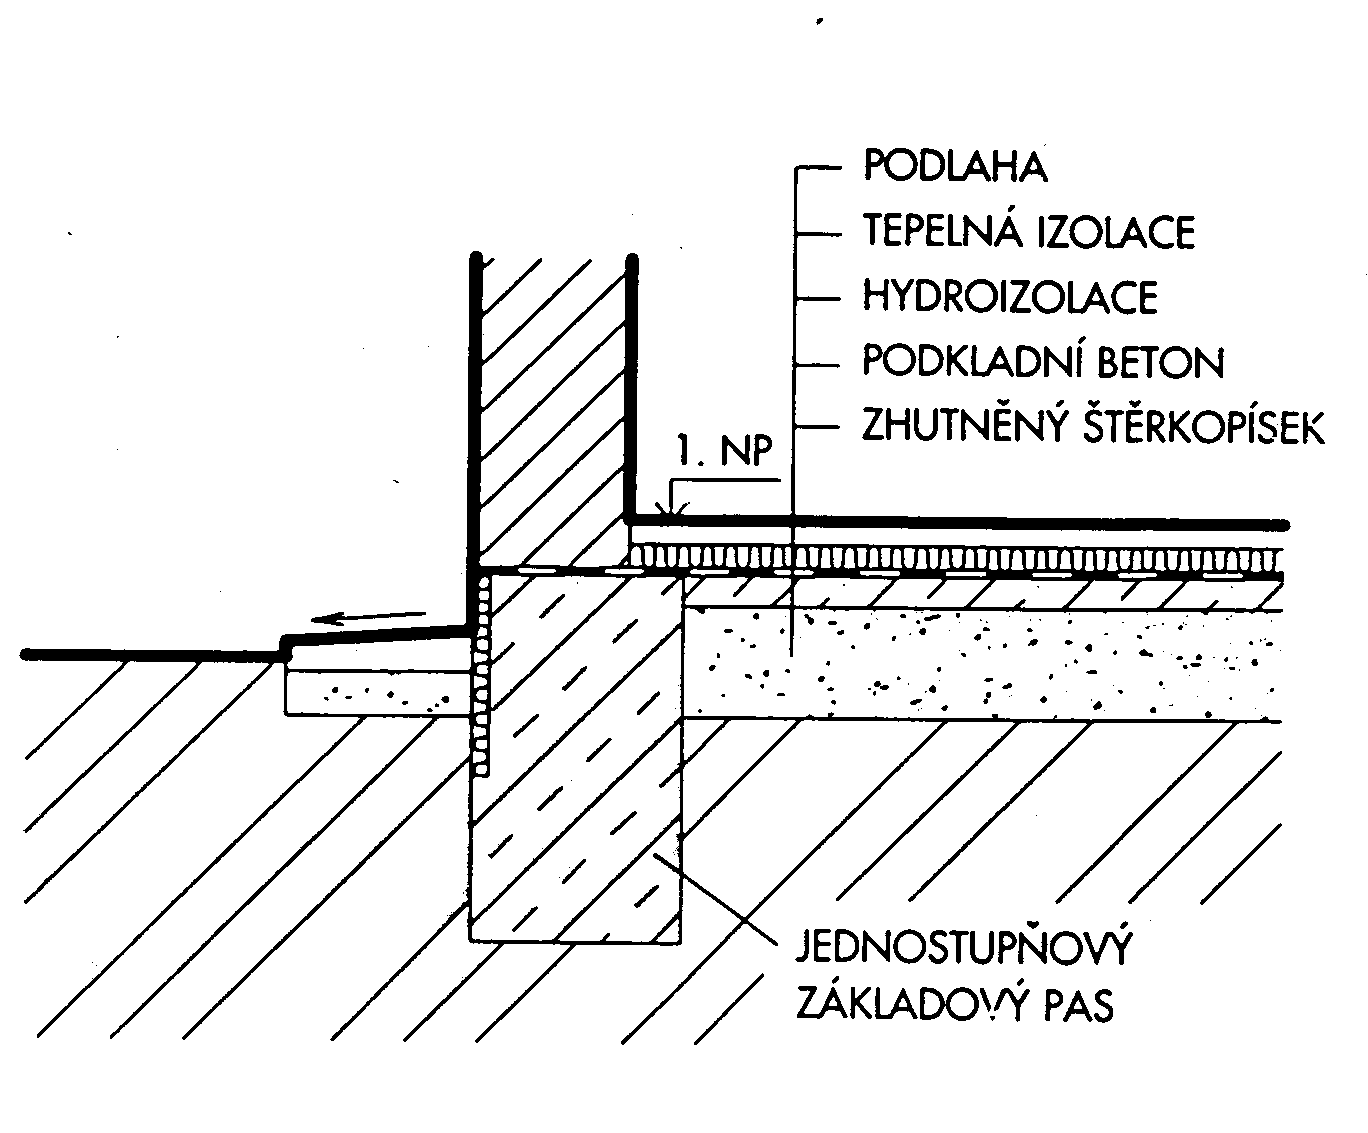 PODLAHA
TEPELNÁ IZOLACE
HYDROIZOLACE
PODKLADNÍ BETON
ZHUTNĚNÝ ŠTĚRKOPÍSEK
1. NP
JEDNOSTUPŇOVÝ
ZÁKLADOVÝ PAS